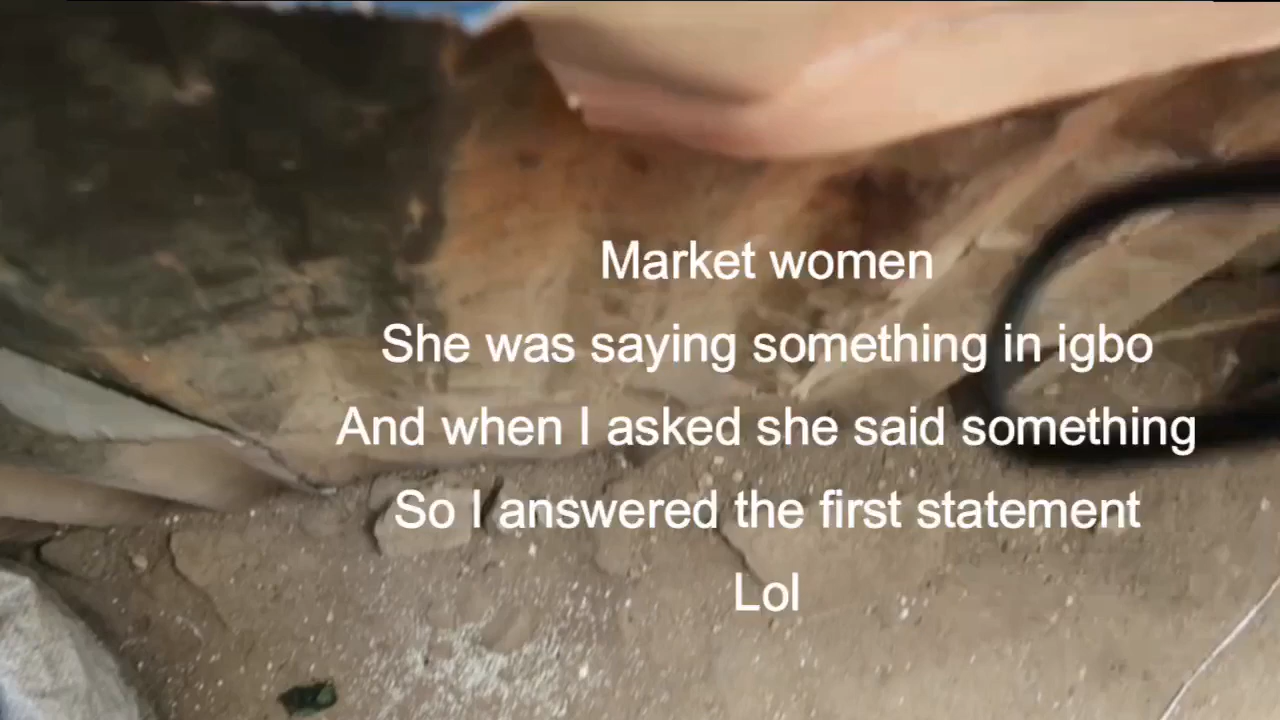 Market women
She was saying something in igbo
And when I asked she said something
So I answered the first statement
Lol